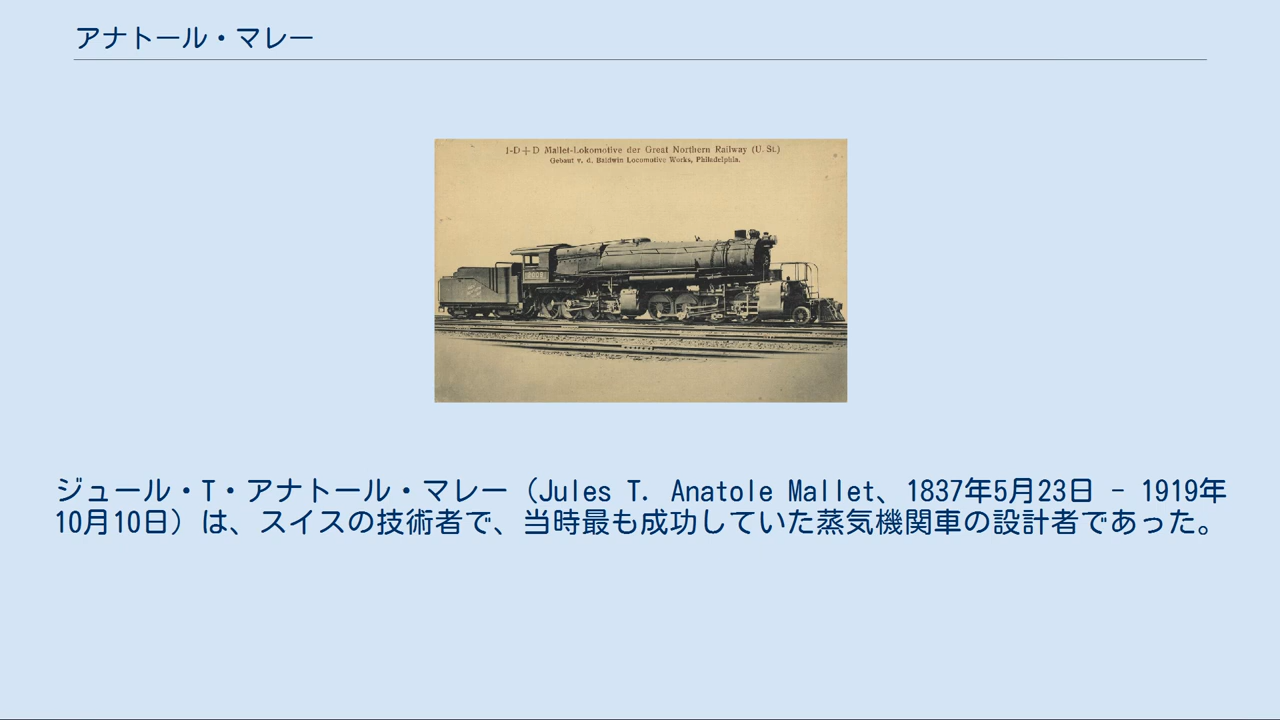 アナトール・マレー
1-D+D Mallet-Lokomotive der Great Northern Railway (U. St.)
Gebaut v. d. Baldwin Locomotive Works, Philadelphia.
ジュール・T・アナトール・マレー（Jules T. Anatole Mallet、1837年5月23日 - 1919年
10月10日）は、スイスの技術者で、当時最も成功していた蒸気機関車の設計者であった。